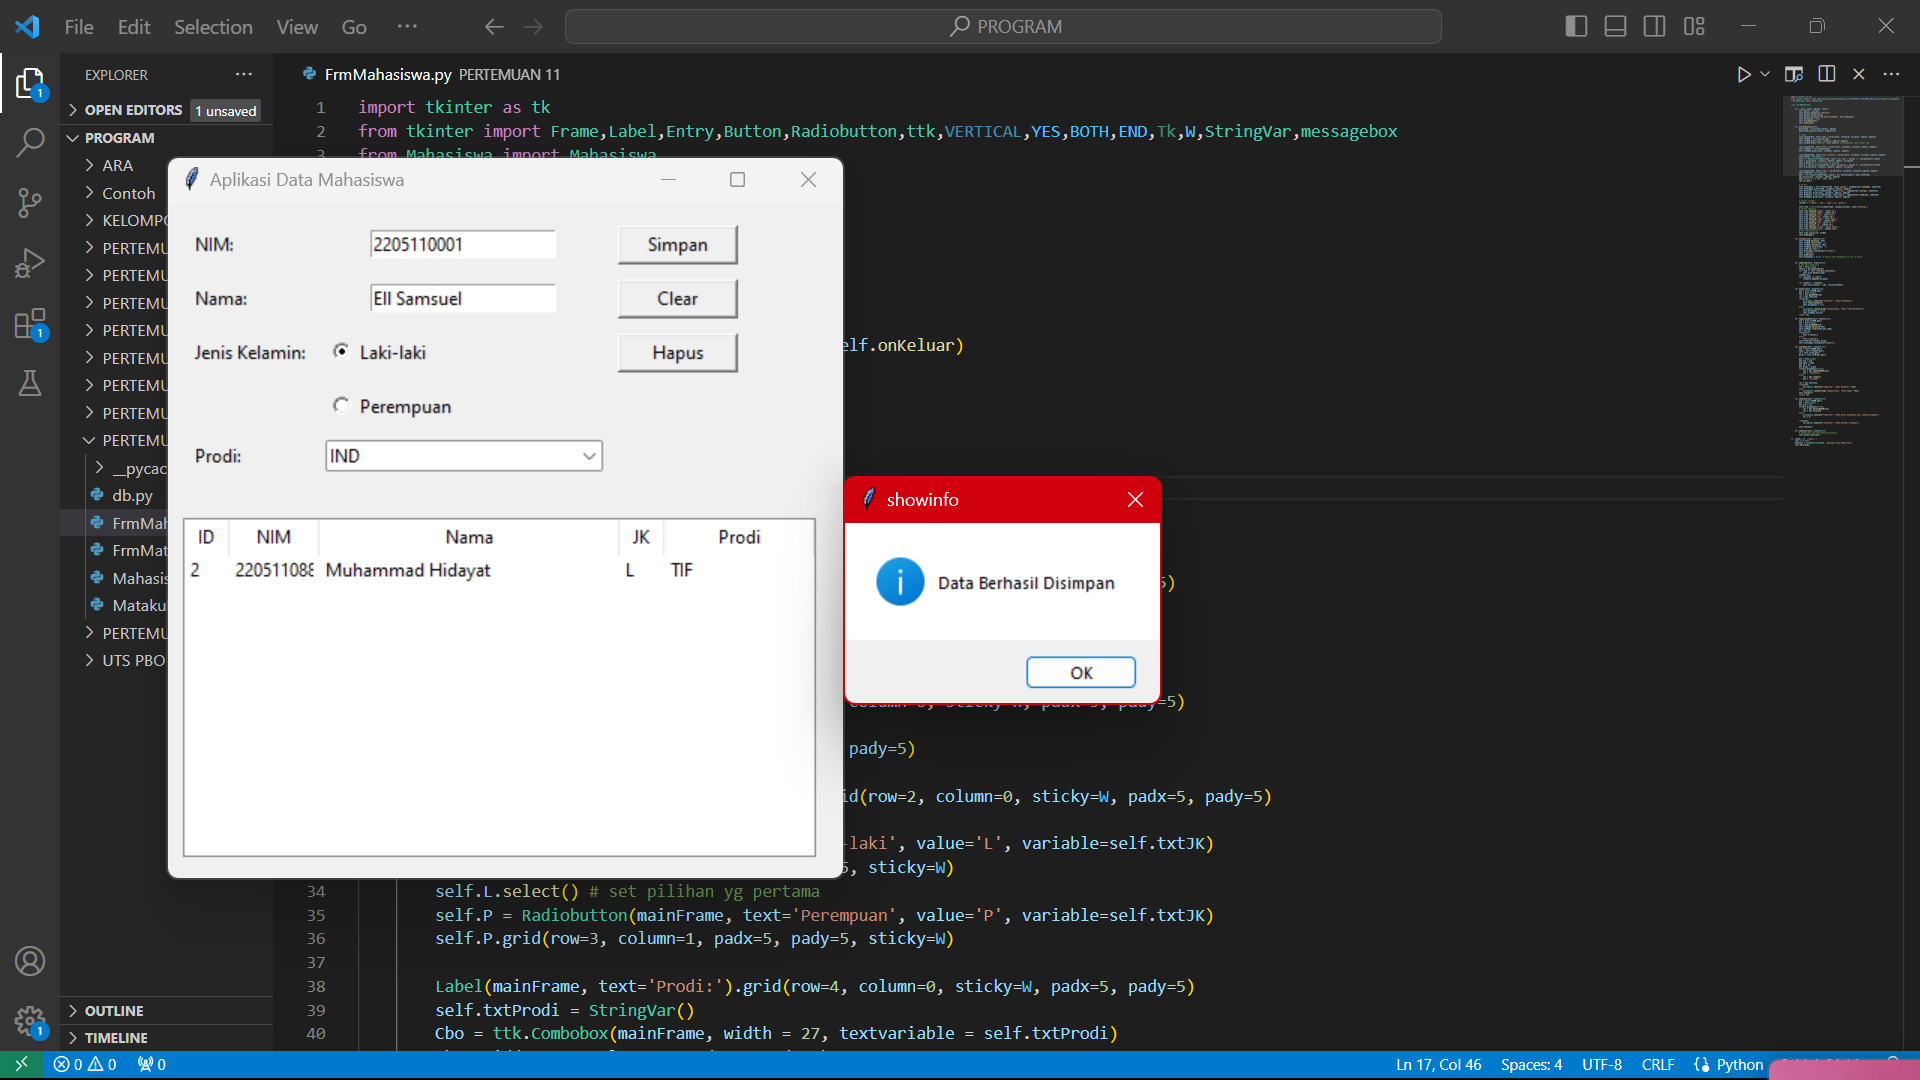 File Edit Selection View Go ···
PROGRAM
EXPLORER ···
OPEN EDITORS 1 unsaved
PROGRAM
ARA
Contoh
PERTEMU
PERTEMU
PERTEMU
PERTEMU
PERTEMU
PERTEMU
PERTEMU
PERTEMU
db.py
PERTEMU
UTS PBO
OUTLINE
TIMELINE
1
1
1
FrmMahasiswa.py PERTEMUAN 11
1 import tkinter as tk
2 from tkinter import Frame,Label,Entry,Button,Radiobutton,ttk,VERTICAL,YES,BOTH,END,Tk,W,StringVar,messagebox
3 from Mahasiswa import Mahasiswa
Aplikasi Data Mahasiswa
NIM: 2205110001 Simpan
Nama: Ell Samsuel Clear
Jenis Kelamin: Laki-laki Hapus
Perempuan
Prodi: IND
ID NIM Nama JK Prodi
2 220511088 Muhammad Hidayat L TIF
showinfo
Data Berhasil Disimpan
OK
elf.onKeluar)
5)
pady=5)
pady=5)
id(row=2, column=0, sticky=W, padx=5, pady=5)
-laki', value='L', variable=self.txtJK)
5, sticky=W)
34 self.L.select() # set pilihan yg pertama
35 self.P = Radiobutton(mainFrame, text='Perempuan', value='P', variable=self.txtJK)
36 self.P.grid(row=3, column=1, padx=5, pady=5, sticky=W)
37
38 Label(mainFrame, text='Prodi:').grid(row=4, column=0, sticky=W, padx=5, pady=5)
39 self.txtProdi = StringVar()
40 Cbo = ttk.Combobox(mainFrame, width = 27, textvariable = self.txtProdi)
0 0 0 Ln 17, Col 46 Spaces: 4 UTF-8 CRLF Python